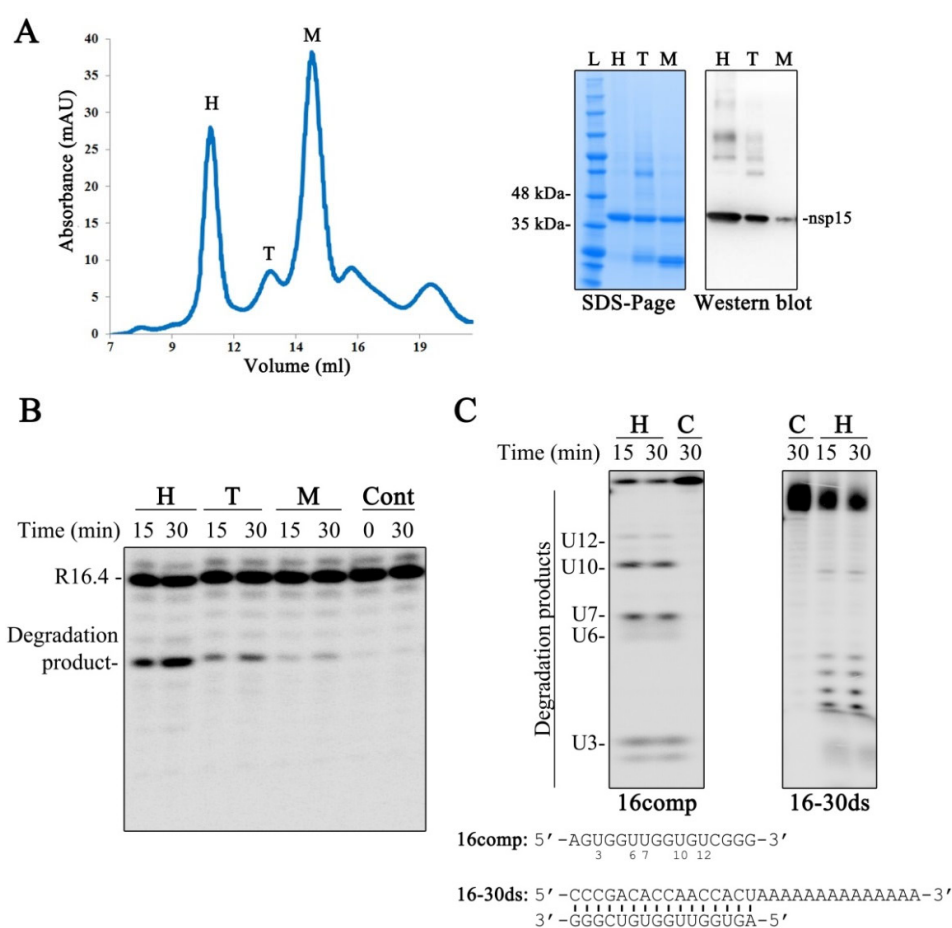 A
Absorbance (mAU)
40
35
30
25
20
15
10
5
0
H
T
M
7 9 12 14 19
Volume (ml)
L H T M
48 kDa-
35 kDa-
SDS-Page
H T M
-nsp15
Western blot
B
H T M Cont
Time (min) 15 30 15 30 15 30 0 30
R16.4 -
Degradation
product-
C
H C
Time (min) 15 30 30
Degradation products
U12-
U10-
U7-
U6-
U3-
16comp
C H
30 15 30
16-30ds
16comp: 5′-AGUGGUUGGUGUCGGG-3′
3 6 7 10 12
16-30ds: 5′-CCCGACACCAACCACUAAAAAAAAAAAAAA-3′
3′-GGGCUGUGGUUGGUGA-5′